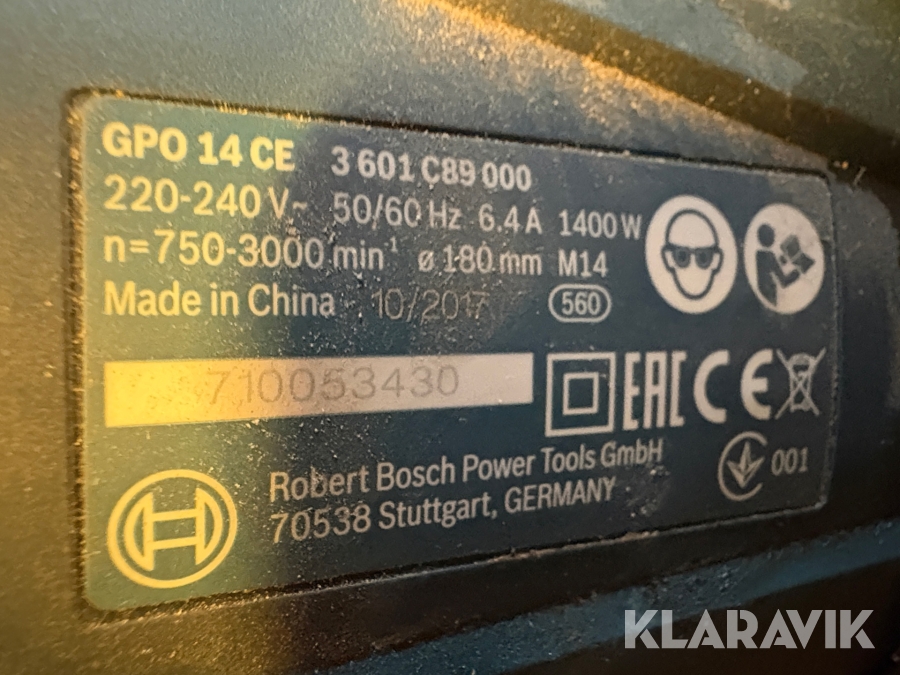 GPO 14 CE 3 601 C89 000
220-240 V~ 50/60 Hz 6.4 A 1400 W
n=750-3000 min⁻¹ ø 180 mm M14
Made in China 10/2017 560
710053430
EAC CE
Robert Bosch Power Tools GmbH
70538 Stuttgart, GERMANY
001
KLARAVIK